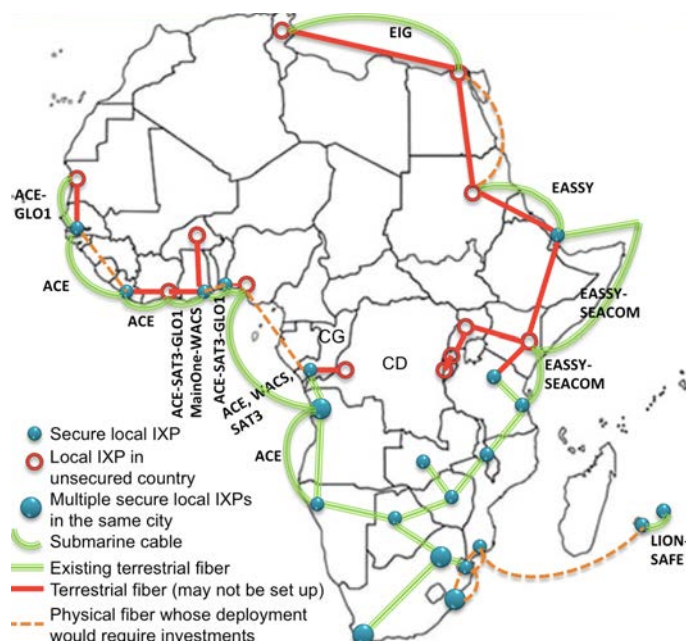 EIG
ACE-
GLO1
EASSY
ACE
EASSY-
SEACOM
ACE
ACE-SAT3-GLO1
MainOne-WACS
ACE-SAT3-GLO1
CG
CD
EASSY-
SEACOM
ACE, WACS,
SAT3
ACE
LION-
SAFE
Secure local IXP
Local IXP in
unsecured country
Multiple secure local IXPs
in the same city
Submarine cable
Existing terrestrial fiber
Terrestrial fiber (may not be set up)
Physical fiber whose deployment
would require investments